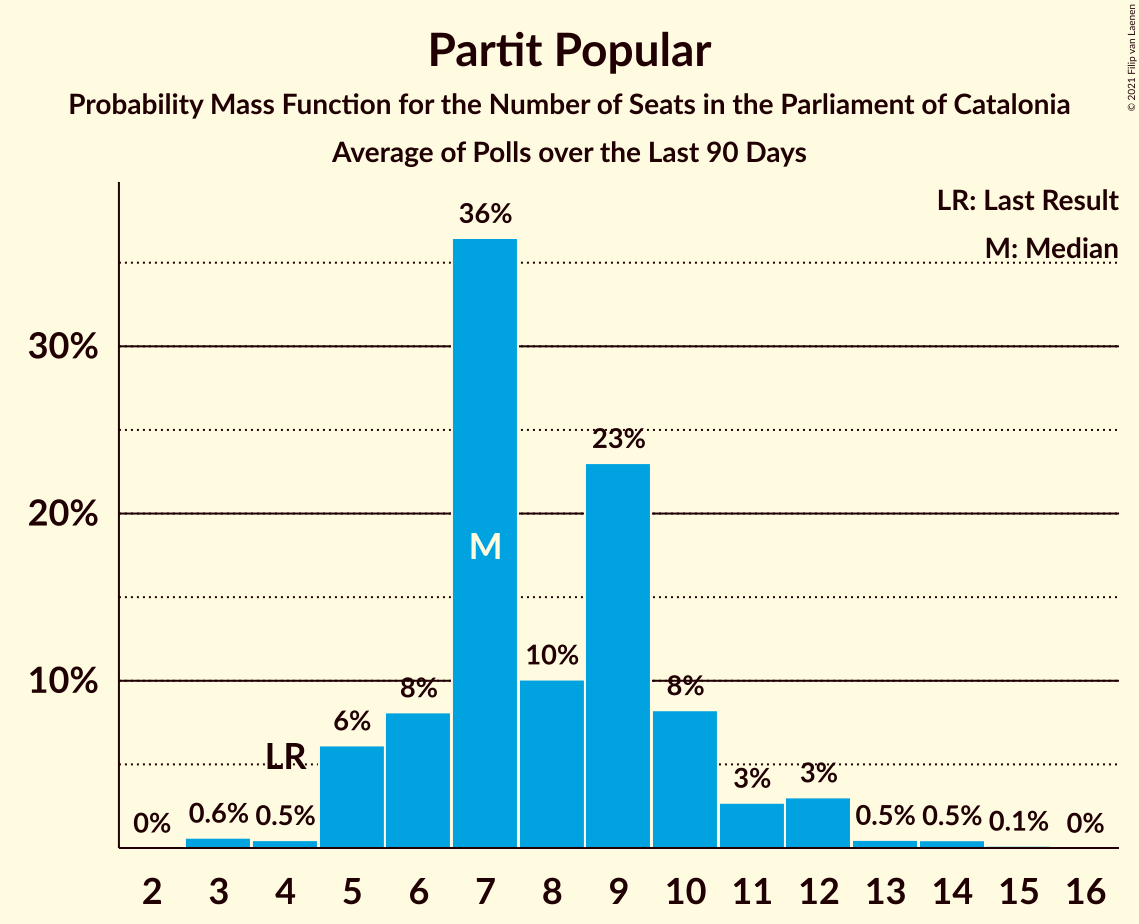 Partit Popular
Probability Mass Function for the Number of Seats in the Parliament of Catalonia
Average of Polls over the Last 90 Days
© 2021 Filip van Laenen
LR: Last Result
M: Median
30%
20%
10%
0%
0.6%
0.5%
6%
8%
36%
10%
23%
8%
3%
3%
0.5%
0.5%
0.1%
0%
LR
M
2 3 4 5 6 7 8 9 10 11 12 13 14 15 16